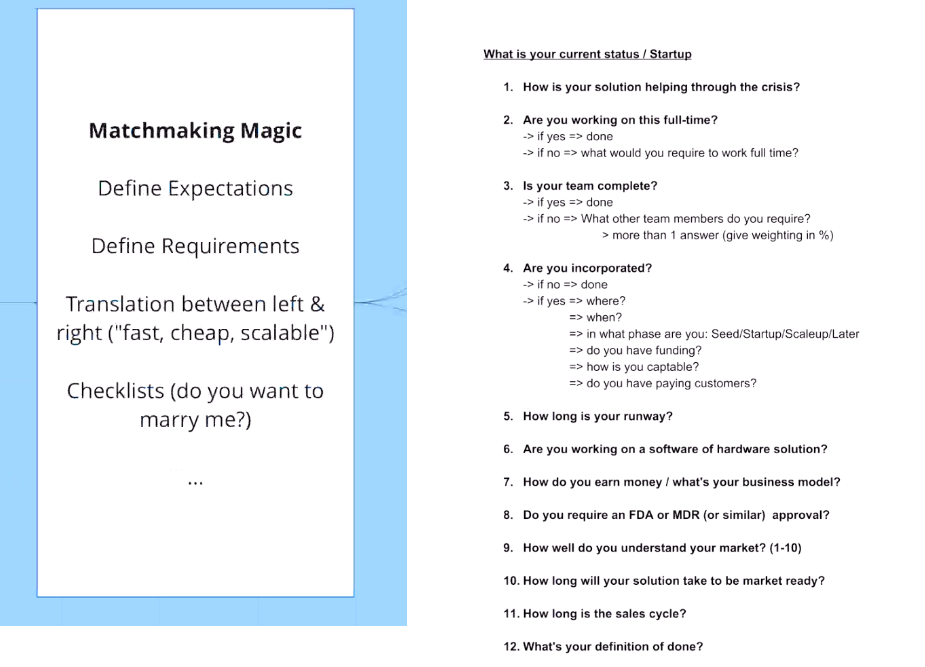 Matchmaking Magic
Define Expectations
Define Requirements
Translation between left &
right ("fast, cheap, scalable")
Checklists (do you want to
marry me?)
...
What is your current status / Startup
1. How is your solution helping through the crisis?
2. Are you working on this full-time?
-> if yes => done
-> if no => what would you require to work full time?
3. Is your team complete?
-> if yes => done
-> if no => What other team members do you require?
> more than 1 answer (give weighting in %)
4. Are you incorporated?
-> if no => done
-> if yes => where?
=> when?
=> in what phase are you: Seed/Startup/Scaleup/Later
=> do you have funding?
=> how is you captable?
=> do you have paying customers?
5. How long is your runway?
6. Are you working on a software of hardware solution?
7. How do you earn money / what's your business model?
8. Do you require an FDA or MDR (or similar) approval?
9. How well do you understand your market? (1-10)
10. How long will your solution take to be market ready?
11. How long is the sales cycle?
12. What's your definition of done?